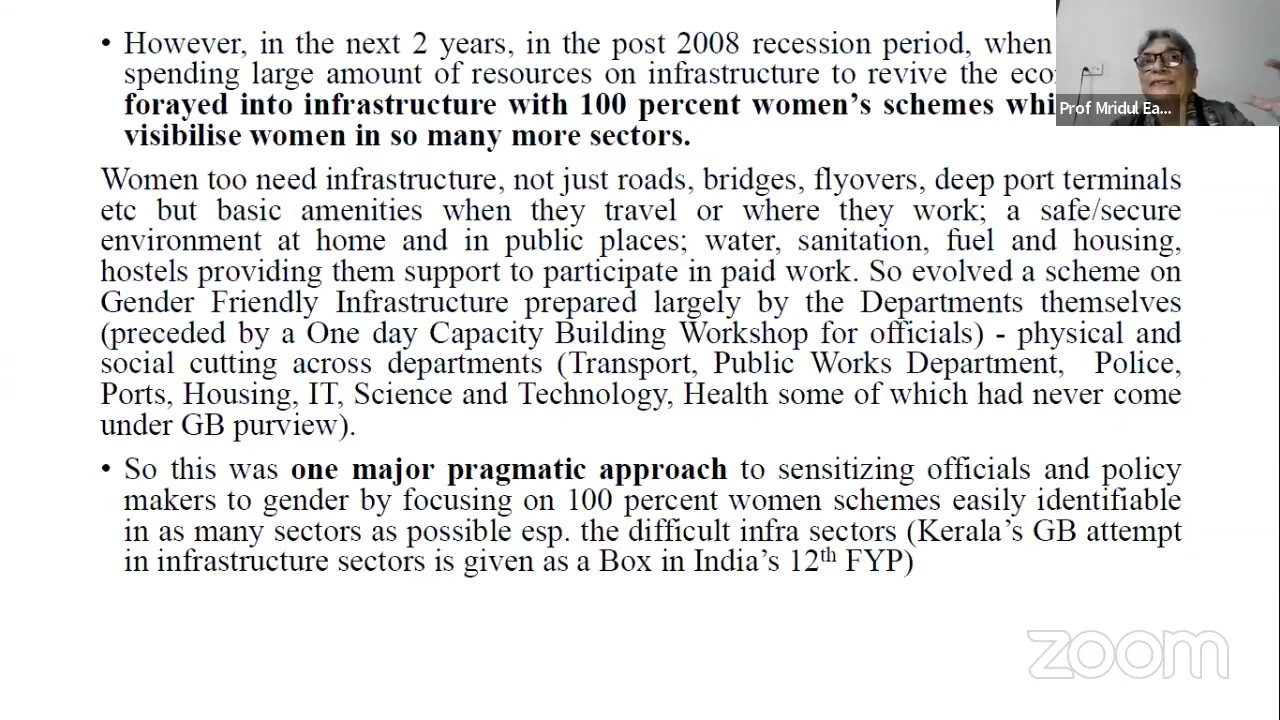 • However, in the next 2 years, in the post 2008 recession period, when
spending large amount of resources on infrastructure to revive the
forayed into infrastructure with 100 percent women's schemes
visibilise women in so many more sectors.
Prof Mridul Ea...
Women too need infrastructure, not just roads, bridges, flyovers, deep port terminals
etc but basic amenities when they travel or where they work; a safe/secure
environment at home and in public places; water, sanitation, fuel and housing,
hostels providing them support to participate in paid work. So evolved a scheme on
Gender Friendly Infrastructure prepared largely by the Departments themselves
(preceded by a One day Capacity Building Workshop for officials) - physical and
social cutting across departments (Transport, Public Works Department, Police,
Ports, Housing, IT, Science and Technology, Health some of which had never come
under GB purview).
• So this was one major pragmatic approach to sensitizing officials and policy
makers to gender by focusing on 100 percent women schemes easily identifiable
in as many sectors as possible esp. the difficult infra sectors (Kerala's GB attempt
in infrastructure sectors is given as a Box in India's 12th FYP)
zoom